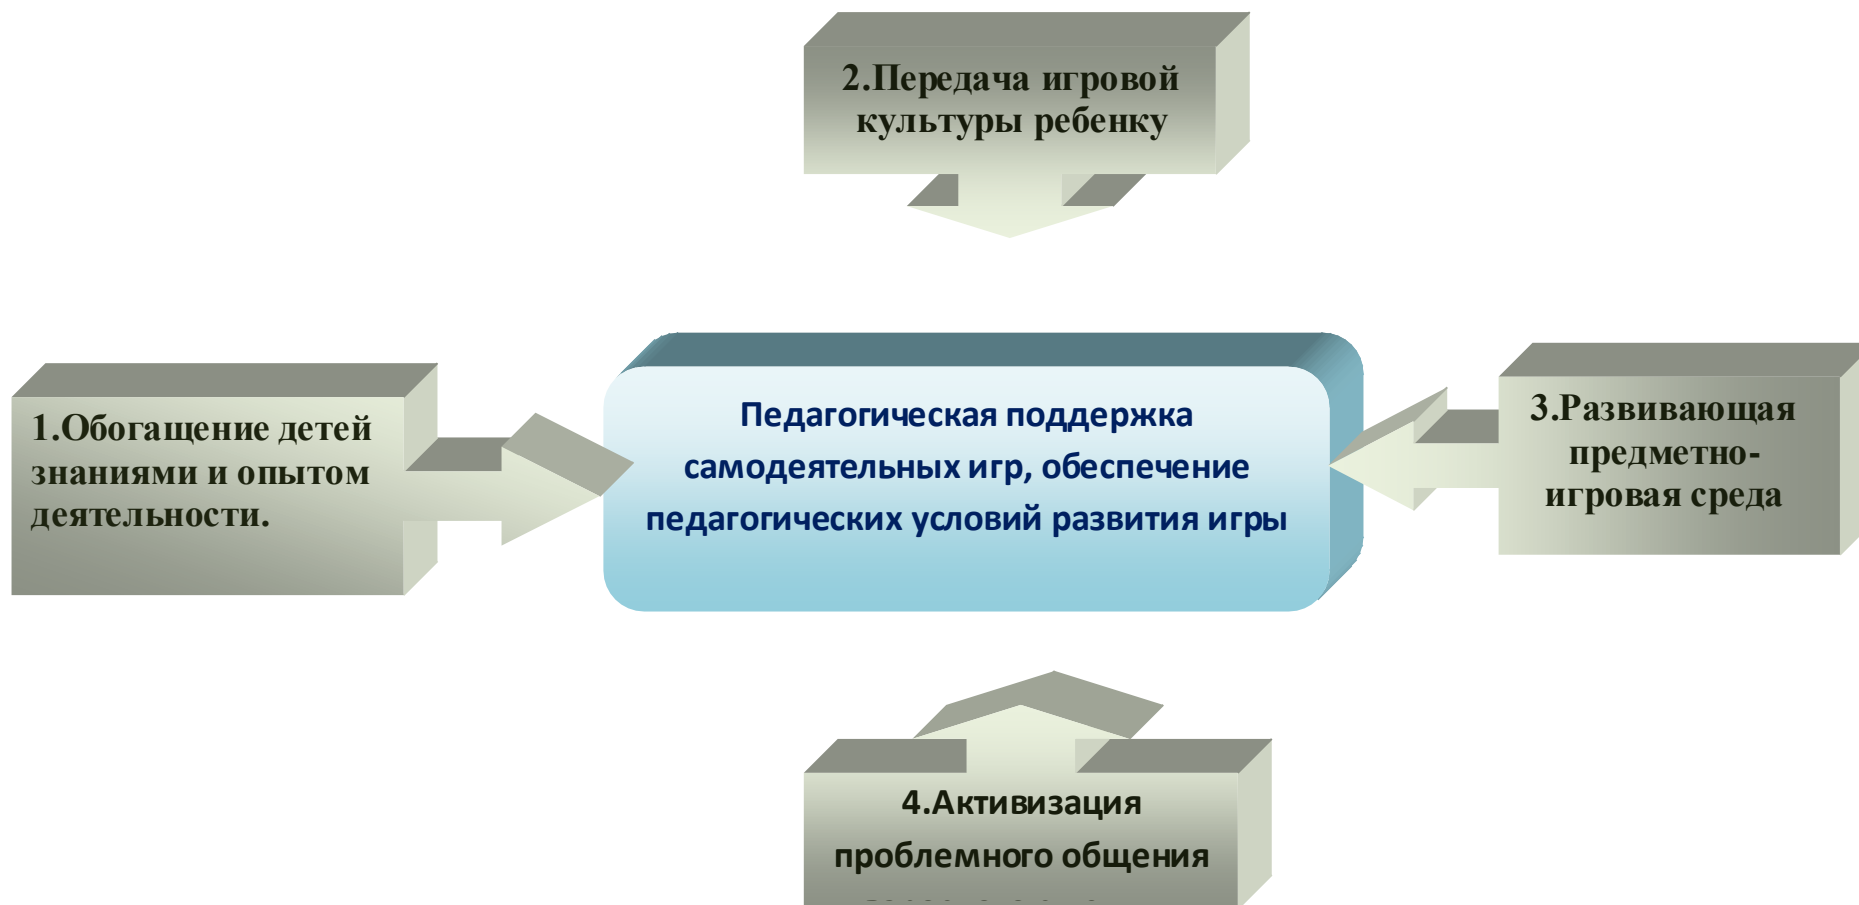 2.Передача игровой
культуры ребенку
1.Обогащение детей
знаниями и опытом
деятельности.
Педагогическая поддержка
самодеятельных игр, обеспечение
педагогических условий развития игры
3.Развивающая
предметно-
игровая среда
4.Активизация
проблемного общения